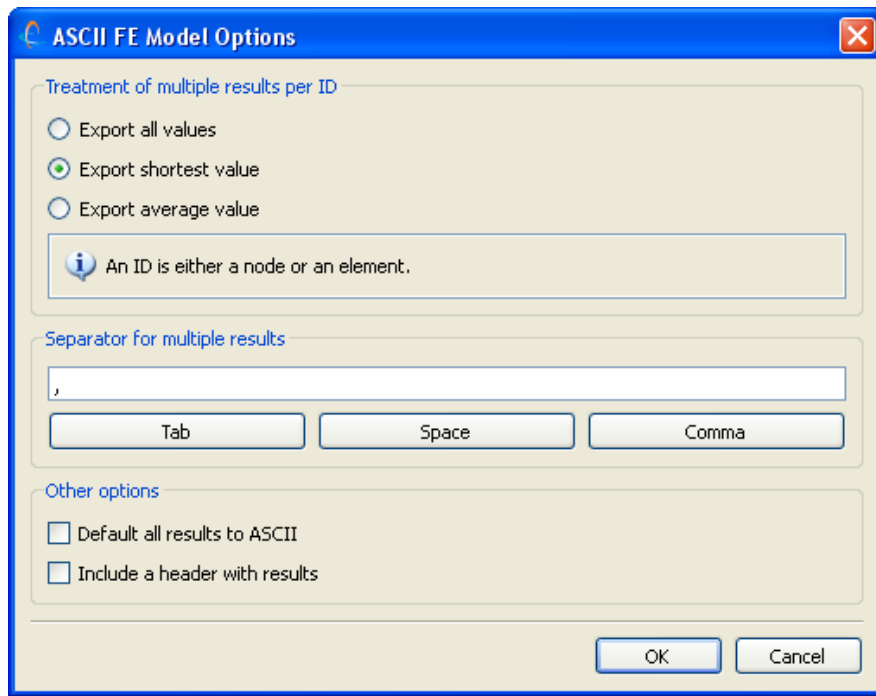 ASCII FE Model Options
Treatment of multiple results per ID
Export all values
Export shortest value
Export average value
An ID is either a node or an element.
Separator for multiple results
,
Tab Space Comma
Other options
Default all results to ASCII
Include a header with results
OK Cancel